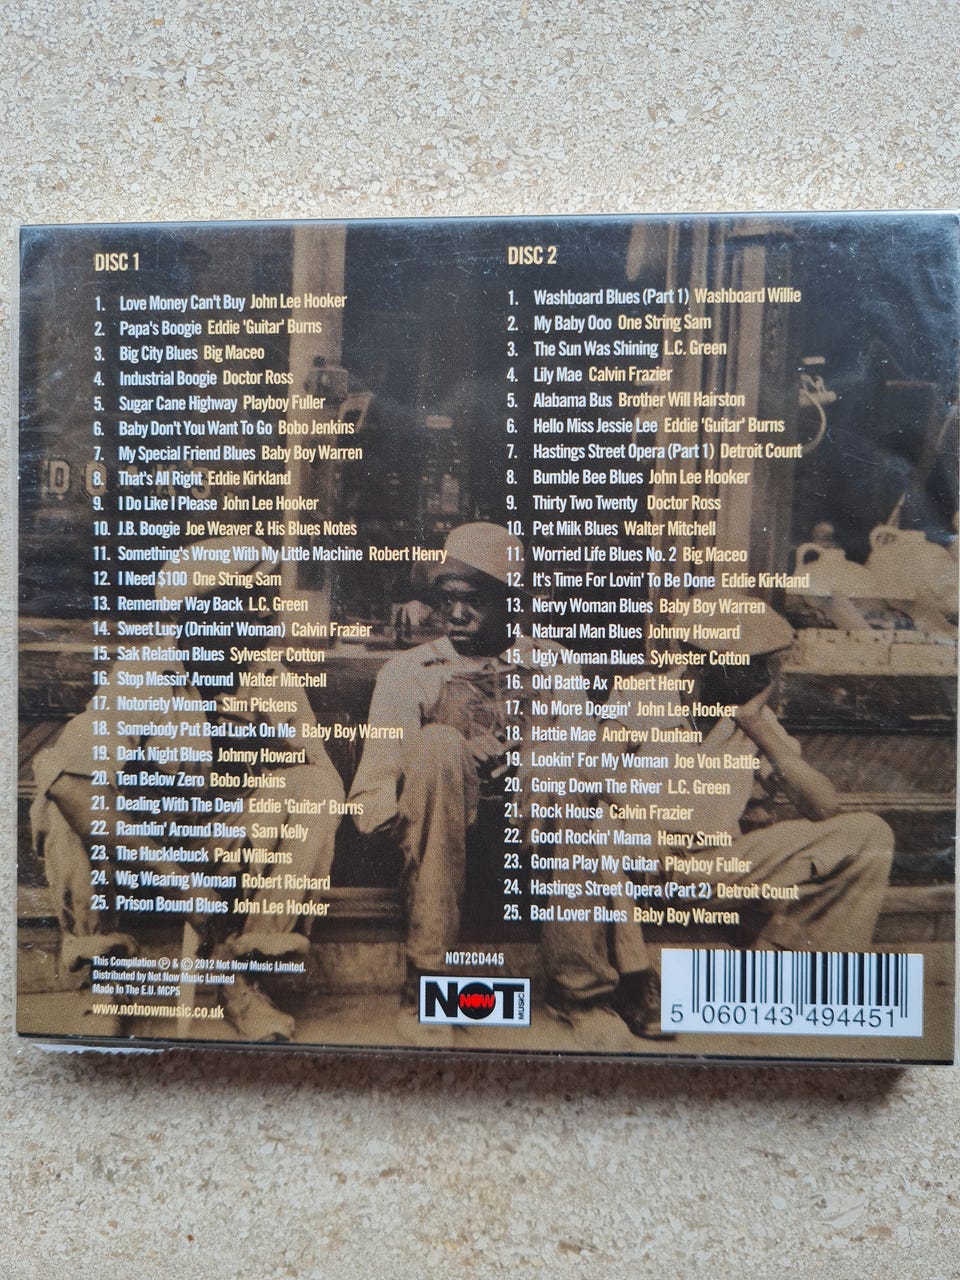 DISC 1
1. Love Money Can't Buy John Lee Hooker
2. Papa's Boogie Eddie 'Guitar' Burns
3. Big City Blues Big Maceo
4. Industrial Boogie Doctor Ross
5. Sugar Cane Highway Playboy Fuller
6. Baby Don't You Want To Go Bobo Jenkins
7. My Special Friend Blues Baby Boy Warren
8. That's All Right Eddie Kirkland
9. I Do Like I Please John Lee Hooker
10. J.B. Boogie Joe Weaver & His Blues Notes
11. Something's Wrong With My Little Machine Robert Henry
12. I Need $100 One String Sam
13. Remember Way Back L.C. Green
14. Sweet Lucy (Drinkin' Woman) Calvin Frazier
15. Sak Relation Blues Sylvester Cotton
16. Stop Messin' Around Walter Mitchell
17. Notoriety Woman Slim Pickens
18. Somebody Put Bad Luck On Me Baby Boy Warren
19. Dark Night Blues Johnny Howard
20. Ten Below Zero Bobo Jenkins
21. Dealing With The Devil Eddie 'Guitar' Burns
22. Ramblin' Around Blues Sam Kelly
23. The Hucklebuck Paul Williams
24. Wig Wearing Woman Robert Richard
25. Prison Bound Blues John Lee Hooker
DISC 2
1. Washboard Blues (Part 1) Washboard Willie
2. My Baby Ooo One String Sam
3. The Sun Was Shining L.C. Green
4. Lily Mae Calvin Frazier
5. Alabama Bus Brother Will Hairston
6. Hello Miss Jessie Lee Eddie 'Guitar' Burns
7. Hastings Street Opera (Part 1) Detroit Count
8. Bumble Bee Blues John Lee Hooker
9. Thirty Two Twenty Doctor Ross
10. Pet Milk Blues Walter Mitchell
11. Worried Life Blues No. 2 Big Maceo
12. It's Time For Lovin' To Be Done Eddie Kirkland
13. Nervy Woman Blues Baby Boy Warren
14. Natural Man Blues Johnny Howard
15. Ugly Woman Blues Sylvester Cotton
16. Old Battle Ax Robert Henry
17. No More Doggin' John Lee Hooker
18. Hattie Mae Andrew Dunham
19. Lookin' For My Woman Joe Von Battle
20. Going Down The River L.C. Green
21. Rock House Calvin Frazier
22. Good Rockin' Mama Henry Smith
23. Gonna Play My Guitar Playboy Fuller
24. Hastings Street Opera (Part 2) Detroit Count
25. Bad Lover Blues Baby Boy Warren
This Compilation ℗ & © 2012 Not Now Music Limited.
Distributed by Not Now Music Limited
Made In The E.U. MCPS
www.notnowmusic.co.uk
NOT2CD445
NOT NOW MUSIC
5 060143 494451